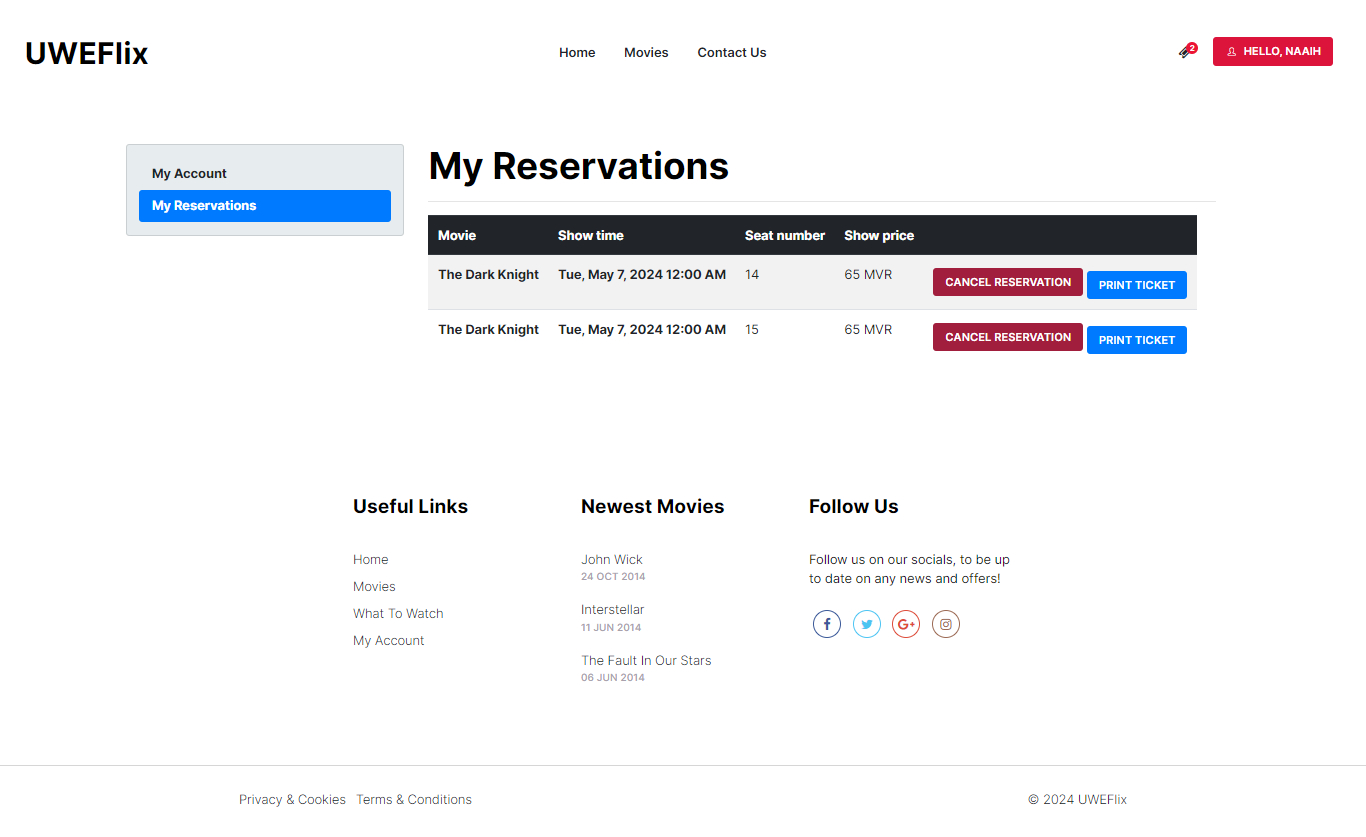 UWEFlix
Home Movies Contact Us
2
HELLO, NAAIH
My Account
My Reservations
My Reservations
Movie Show time Seat number Show price
The Dark Knight Tue, May 7, 2024 12:00 AM 14 65 MVR CANCEL RESERVATION PRINT TICKET
The Dark Knight Tue, May 7, 2024 12:00 AM 15 65 MVR CANCEL RESERVATION PRINT TICKET
Useful Links
Home
Movies
What To Watch
My Account
Newest Movies
John Wick
24 OCT 2014
Interstellar
11 JUN 2014
The Fault In Our Stars
06 JUN 2014
Follow Us
Follow us on our socials, to be up
to date on any news and offers!
Privacy & Cookies Terms & Conditions
© 2024 UWEFlix